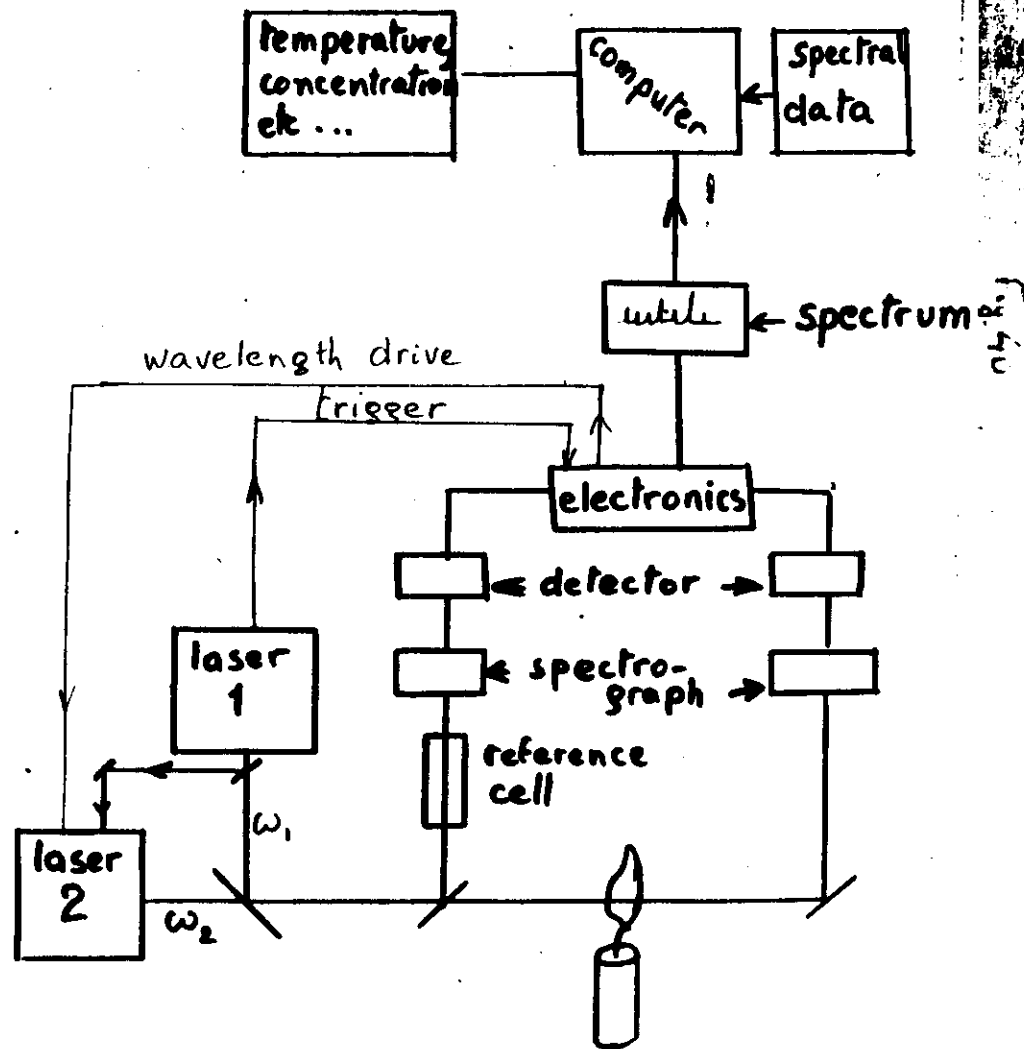 temperature,
concentration
etc ...
computer
spectral
data
spectrum
wavelength drive
trigger
electronics
detector
laser
1
spectro-
graph
reference
cell
ω₁
laser
2
ω₂